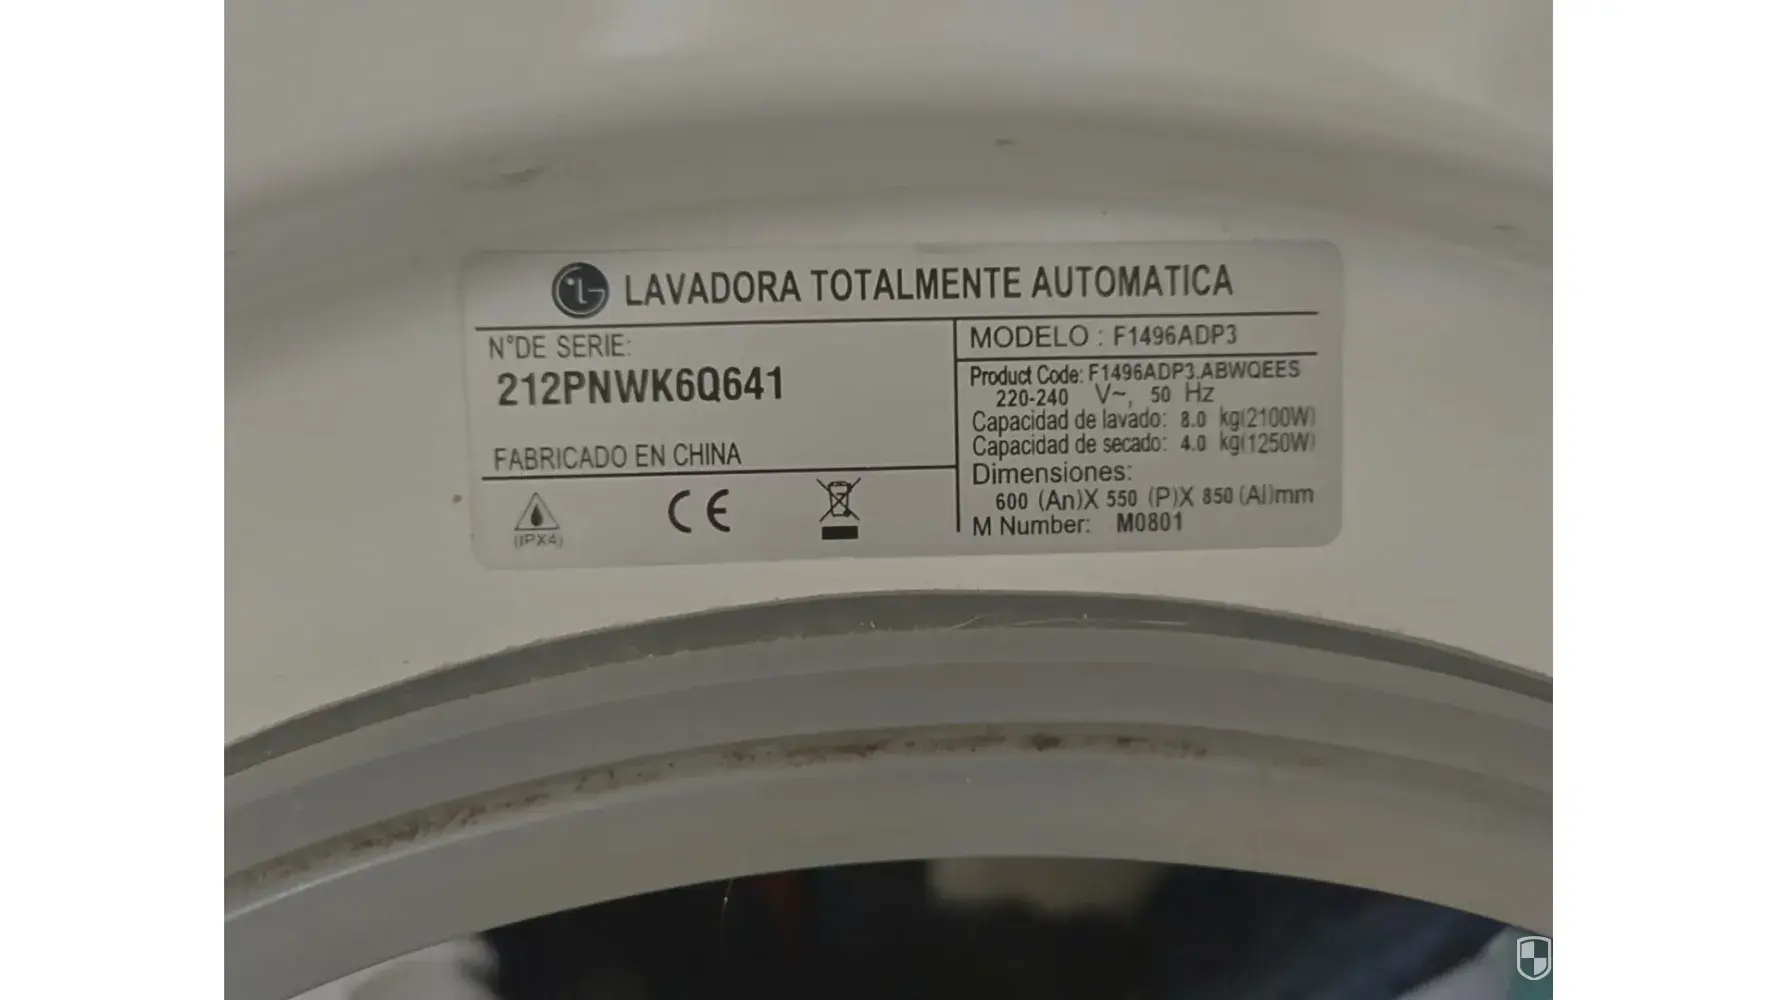 LG LAVADORA TOTALMENTE AUTOMATICA
N°DE SERIE:
212PNWK6Q641
FABRICADO EN CHINA
(IPX4)
CE
MODELO : F1496ADP3
Product Code: F1496ADP3.ABWQEES
220-240 V~, 50 Hz
Capacidad de lavado: 8.0 kg(2100W)
Capacidad de secado: 4.0 kg(1250W)
Dimensiones:
600 (An)X 550 (P)X 850 (Al)mm
M Number: M0801